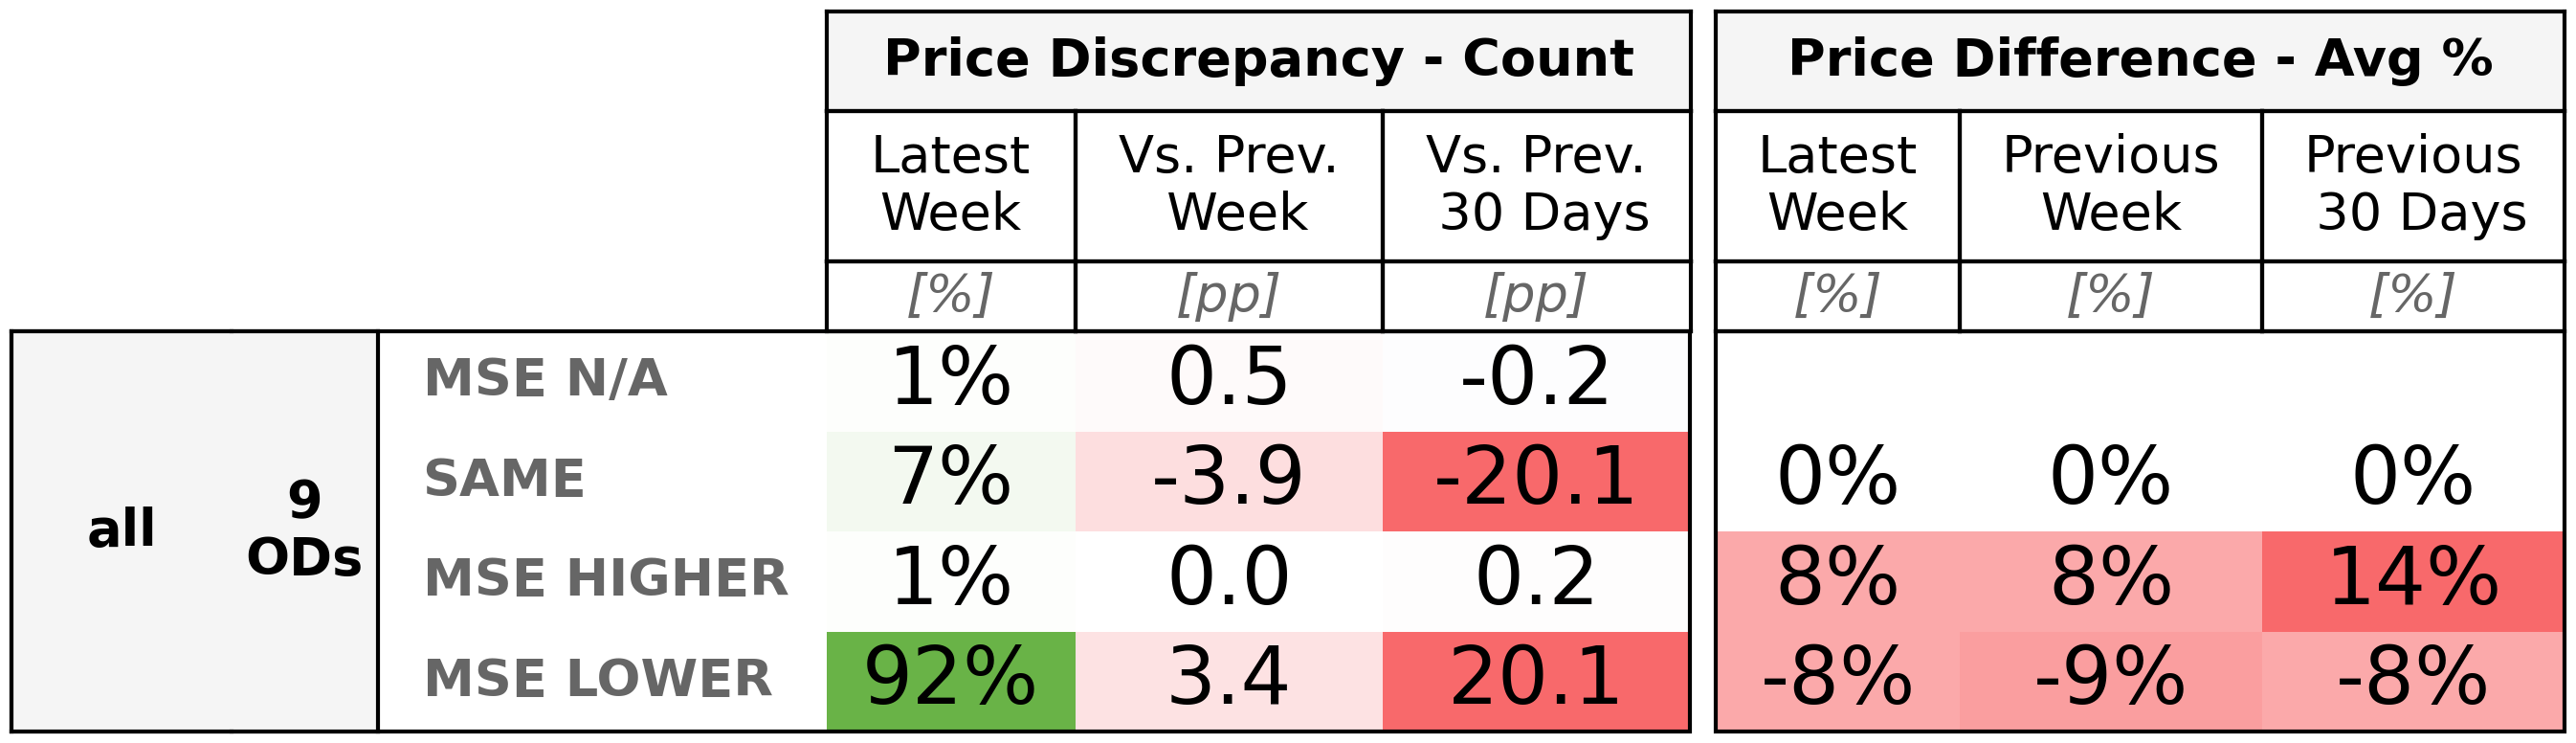 Price Discrepancy - Count Price Difference - Avg %
Latest Week Vs. Prev. Week Vs. Prev. 30 Days Latest Week Previous Week Previous 30 Days
[%] [pp] [pp] [%] [%] [%]
all 9 ODs
MSE N/A 1% 0.5 -0.2
SAME 7% -3.9 -20.1 0% 0% 0%
MSE HIGHER 1% 0.0 0.2 8% 8% 14%
MSE LOWER 92% 3.4 20.1 -8% -9% -8%